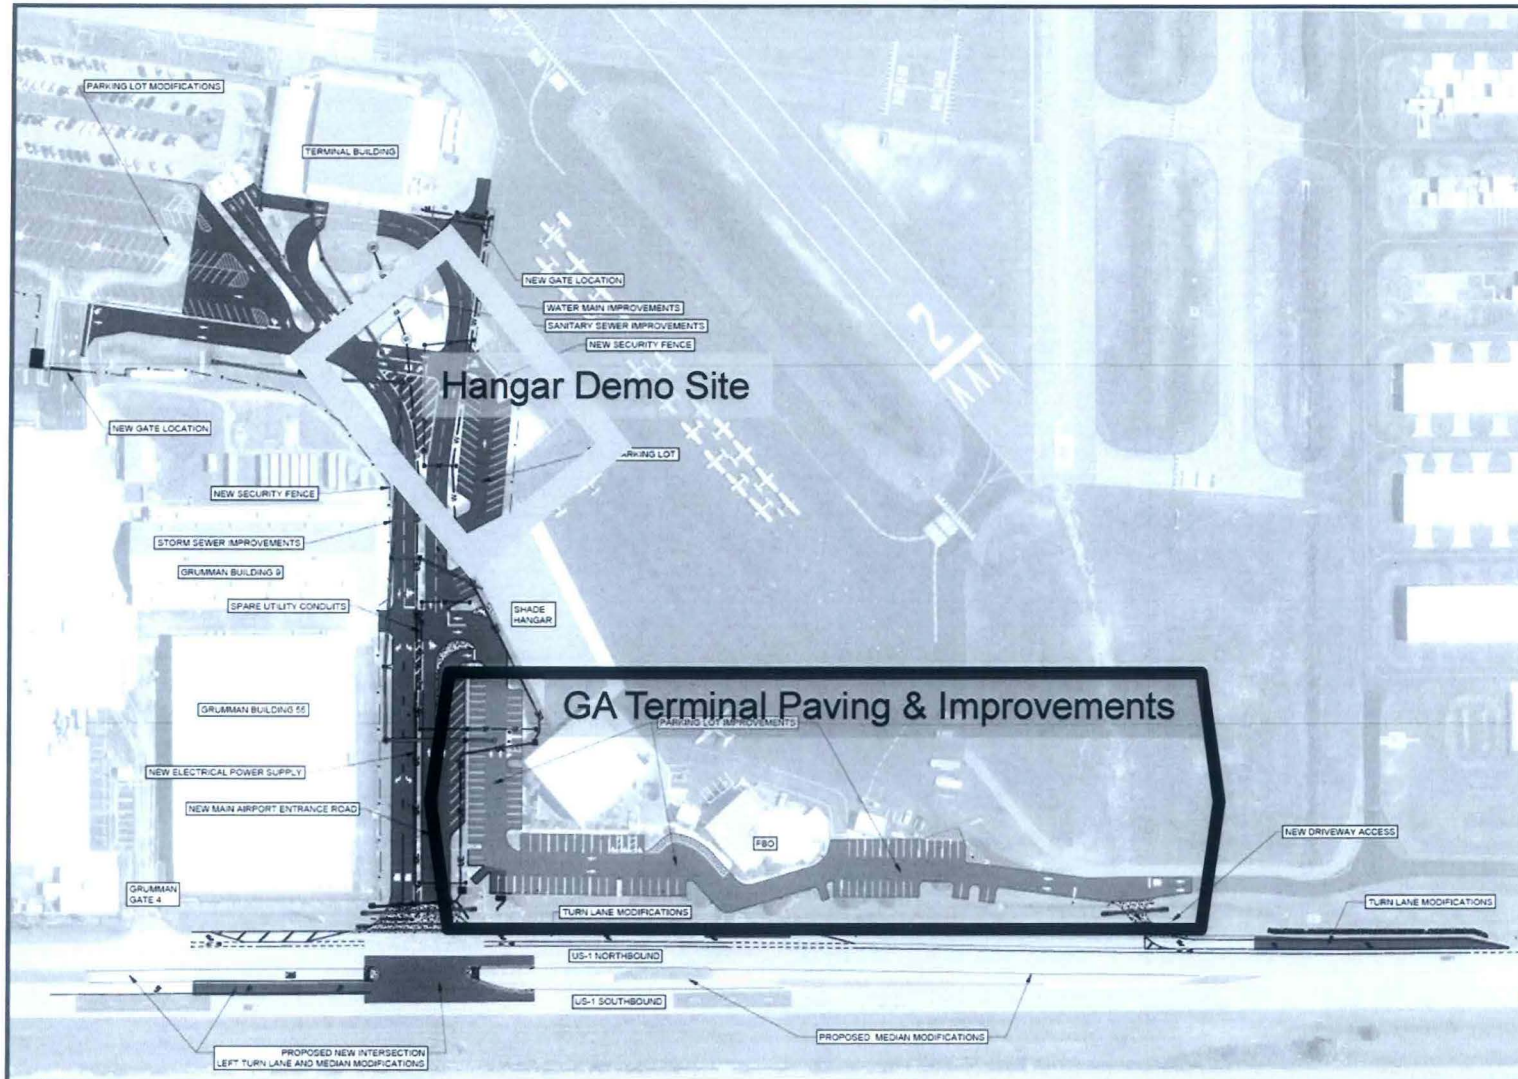 PARKING LOT MODIFICATIONS
TERMINAL BUILDING
NEW GATE LOCATION
WATER MAIN IMPROVEMENTS
SANITARY SEWER IMPROVEMENTS
NEW SECURITY FENCE
Hangar Demo Site
2
NEW GATE LOCATION
ARKING LOT
NEW SECURITY FENCE
STORM SEWER IMPROVEMENTS
GRUMMAN BUILDING 9
SPARE UTILITY CONDUITS
SHADE
HANGAR
GRUMMAN BUILDING 55
GA Terminal Paving & Improvements
PARKING LOT IMPROVEMENTS
NEW ELECTRICAL POWER SUPPLY
NEW MAIN AIRPORT ENTRANCE ROAD
FBO
NEW DRIVEWAY ACCESS
GRUMMAN
GATE 4
TURN LANE MODIFICATIONS
TURN LANE MODIFICATIONS
US-1 NORTHBOUND
US-1 SOUTHBOUND
PROPOSED MEDIAN MODIFICATIONS
PROPOSED NEW INTERSECTION
LEFT TURN LANE AND MEDIAN MODIFICATIONS